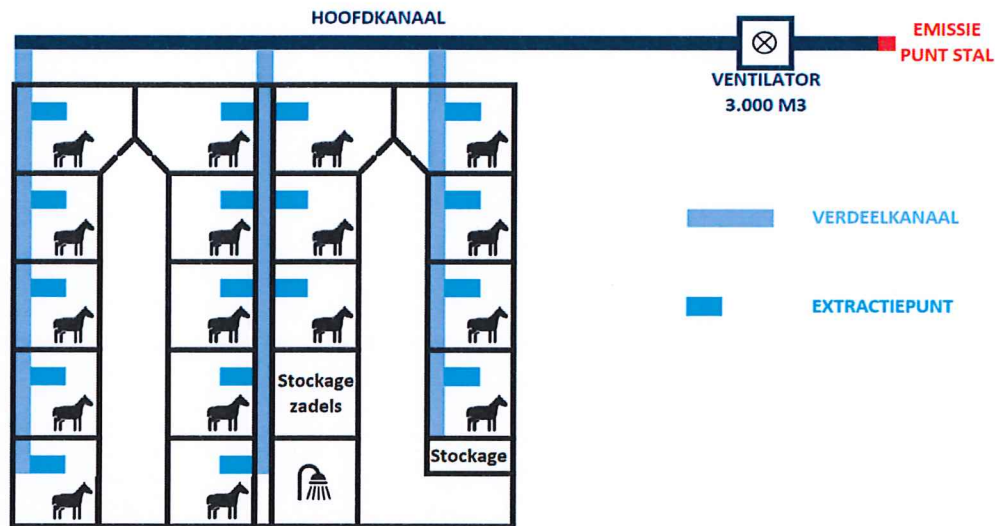 HOOFDKANAAL
EMISSIE
PUNT STAL
VENTILATOR
3.000 M3
VERDEELKANAAL
EXTRACTIEPUNT
Stockage
zadels
Stockage